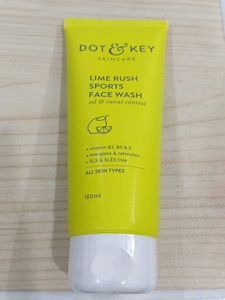 DOT & KEY
SKINCARE
LIME RUSH
SPORTS
FACE WASH
oil & sweat control
• vitamin B3, B5 & E
• energizes & refreshes
• SLS & SLES free
ALL SKIN TYPES
100ml